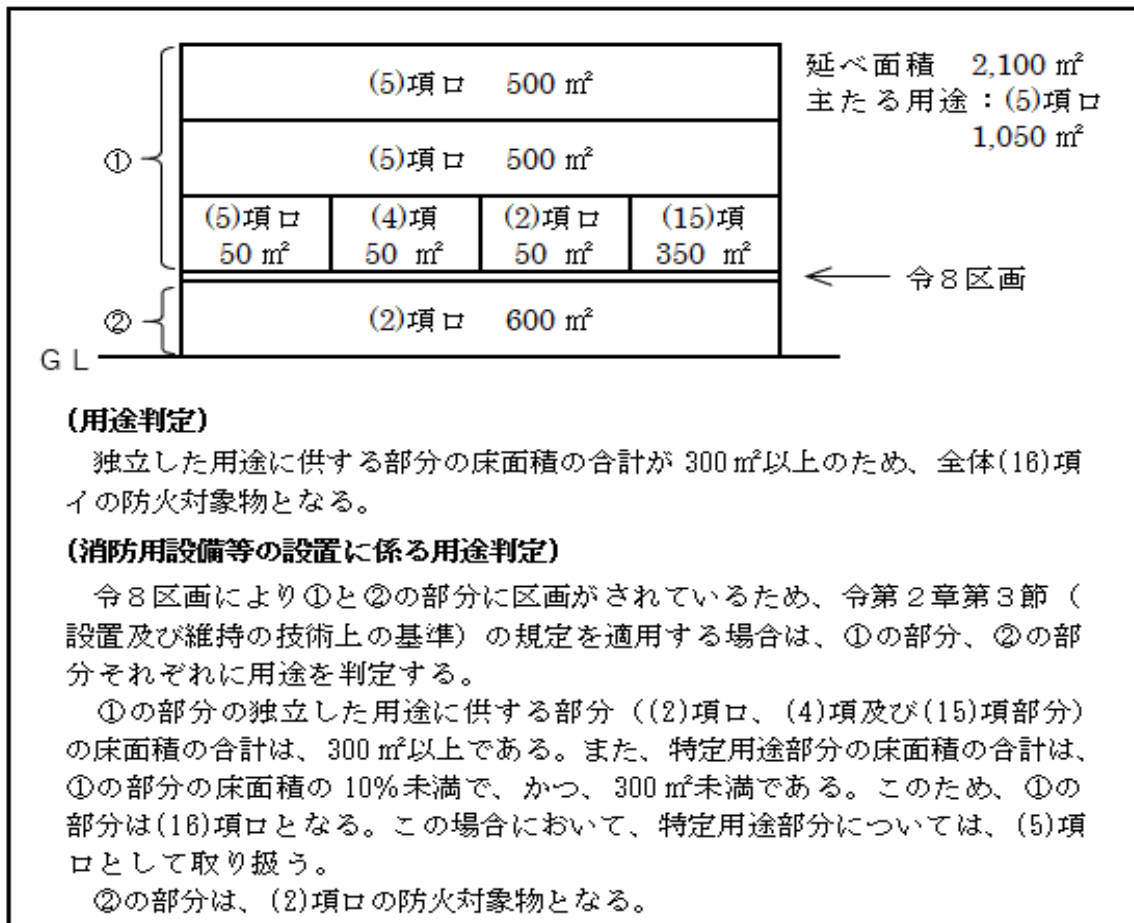 (5)項ロ 500 ㎡
延べ面積 2,100 ㎡
主たる用途：(5)項ロ
1,050 ㎡
①
(5)項ロ 500 ㎡
(5)項ロ
50 ㎡
(4)項
50 ㎡
(2)項ロ
50 ㎡
(15)項
350 ㎡
令８区画
②
(2)項ロ 600 ㎡
ＧＬ
(用途判定)
独立した用途に供する部分の床面積の合計が 300㎡以上のため、全体(16)項
イの防火対象物となる。
(消防用設備等の設置に係る用途判定)
令８区画により①と②の部分に区画がされているため、令第２章第３節（
設置及び維持の技術上の基準）の規定を適用する場合は、①の部分、②の部
分それぞれに用途を判定する。
①の部分の独立した用途に供する部分（(2)項ロ、(4)項及び(15)項部分）
の床面積の合計は、300㎡以上である。また、特定用途部分の床面積の合計は、
①の部分の床面積の 10%未満で、かつ、300㎡未満である。このため、①の
部分は(16)項ロとなる。この場合において、特定用途部分については、(5)項
ロとして取り扱う。
②の部分は、(2)項ロの防火対象物となる。